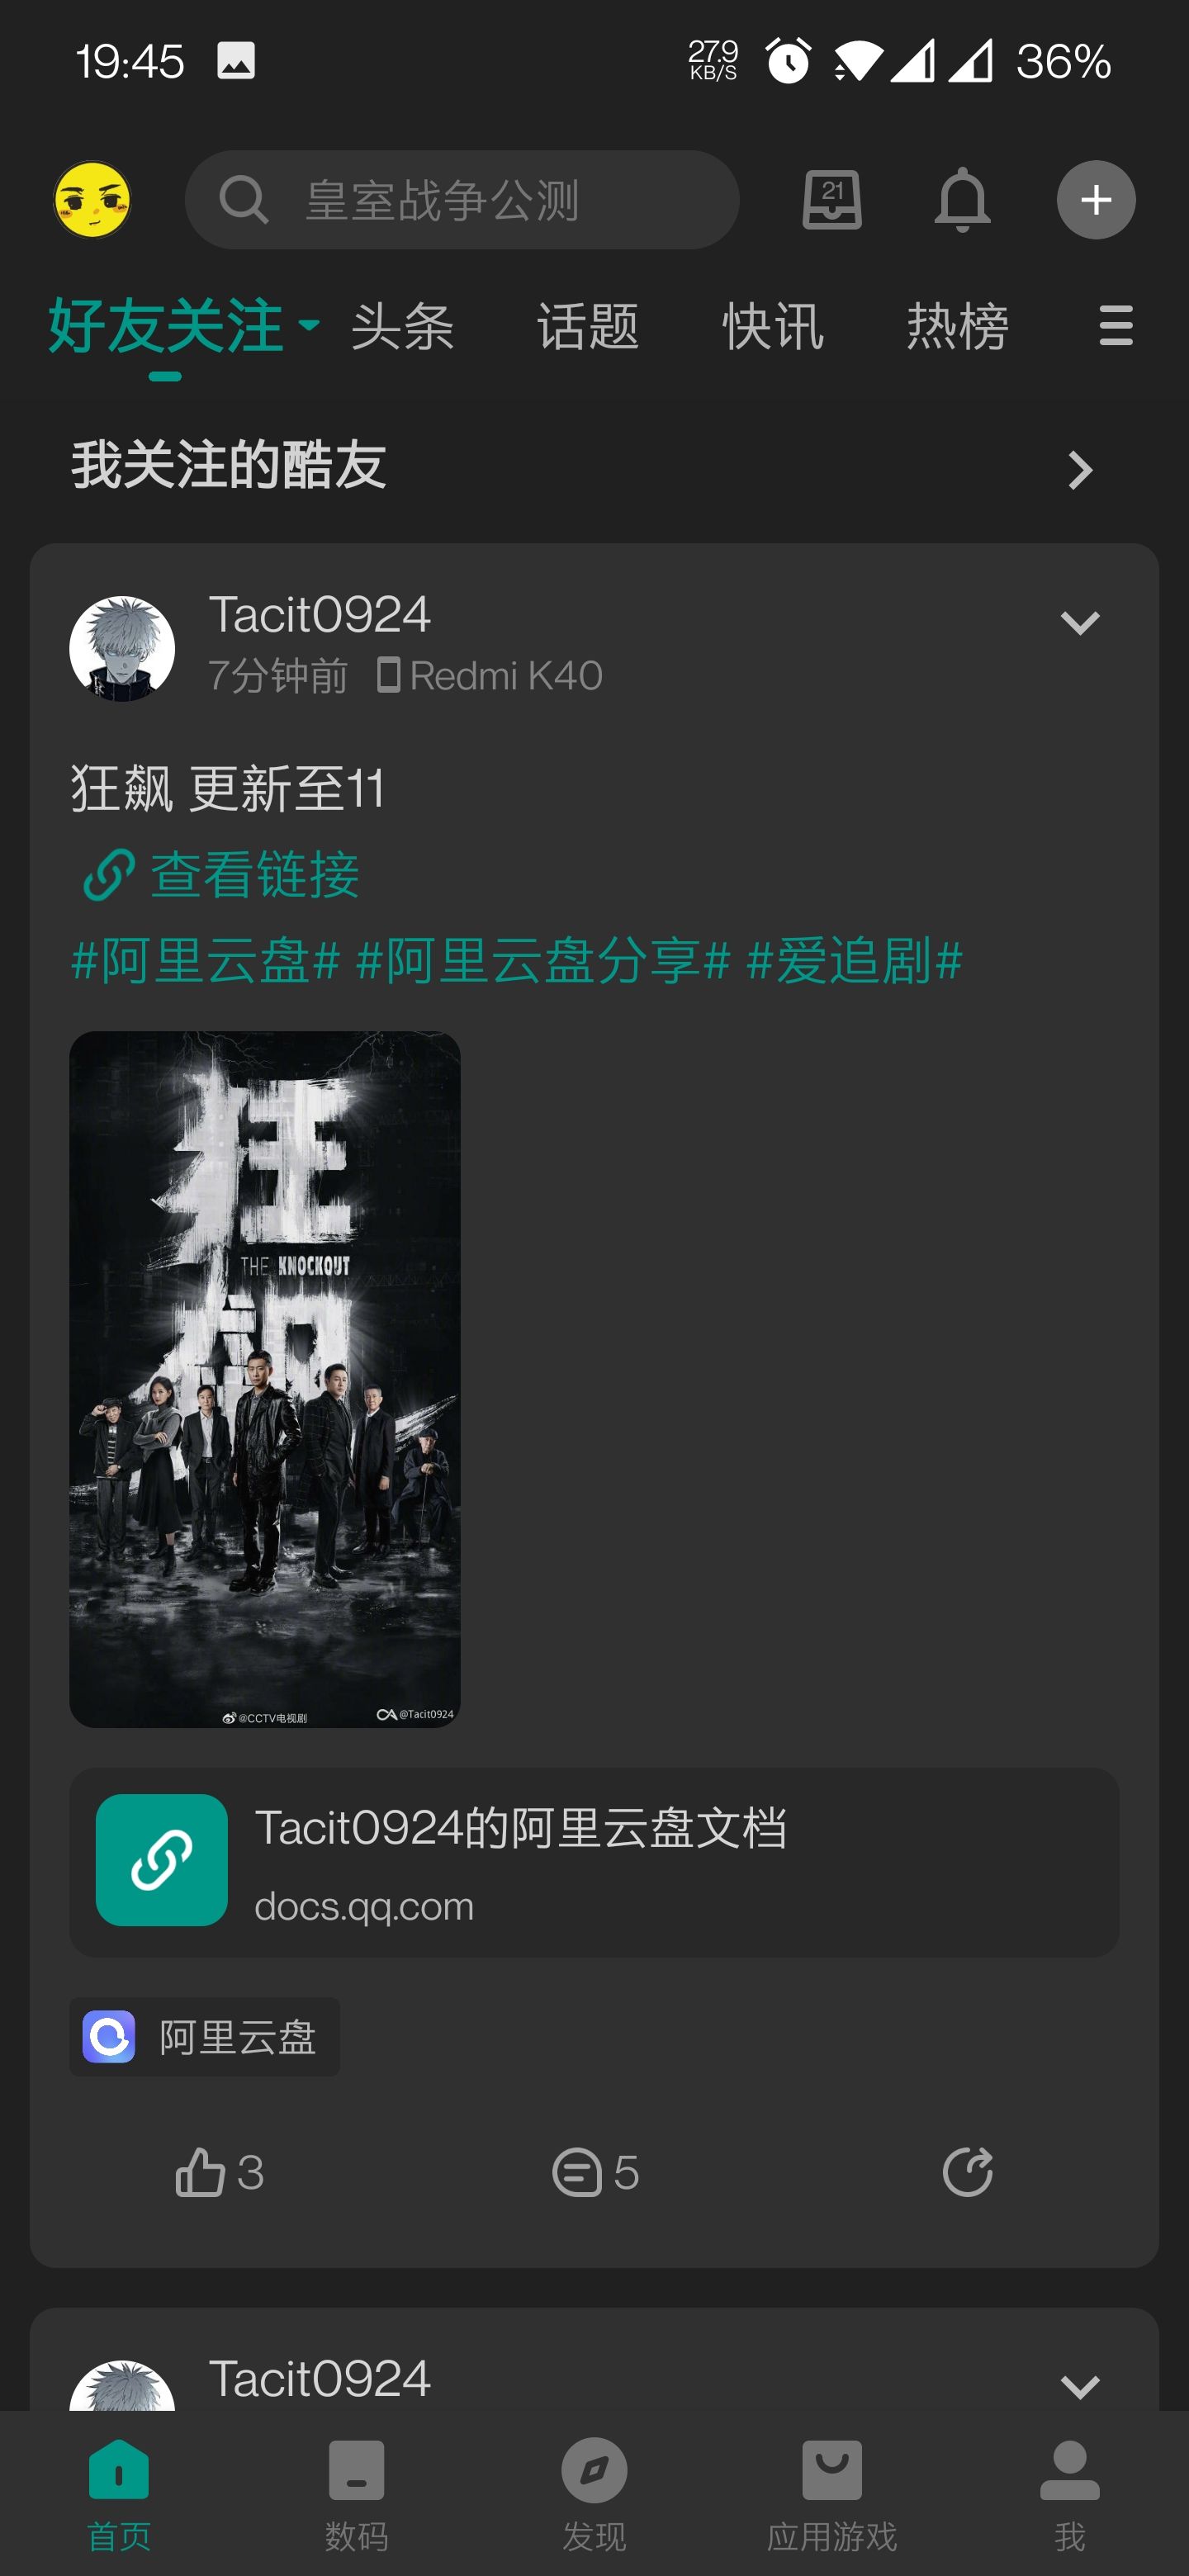 19:45
27.9
KB/S
36%
皇室战争公测
21
好友关注 头条 话题 快讯 热榜
我关注的酷友
Tacit0924
7分钟前 Redmi K40
狂飙 更新至11
查看链接
#阿里云盘# #阿里云盘分享# #爱追剧#
狂
THE KNOCKOUT
飙
@CCTV电视剧
@Tacit0924
Tacit0924的阿里云盘文档
docs.qq.com
阿里云盘
3
5
Tacit0924
首页 数码 发现 应用游戏 我